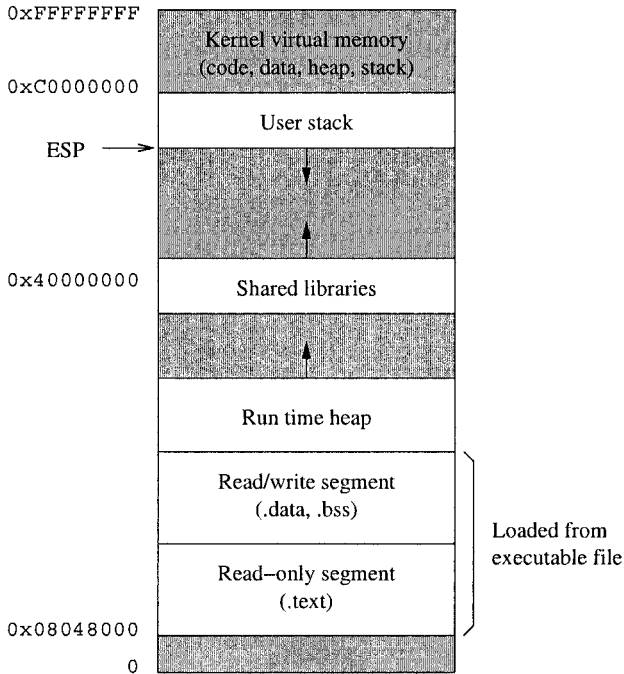 0xFFFFFFFF
Kernel virtual memory
(code, data, heap, stack)
0xC0000000
User stack
ESP
0x40000000
Shared libraries
Run time heap
Read/write segment
(.data, .bss)
Loaded from
executable file
Read-only segment
(.text)
0x08048000
0